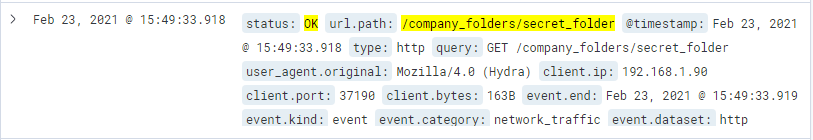 Feb 23, 2021 @ 15:49:33.918 status: OK url.path: /company_folders/secret_folder @timestamp: Feb 23, 2021
@ 15:49:33.918 type: http query: GET /company_folders/secret_folder
user_agent.original: Mozilla/4.0 (Hydra) client.ip: 192.168.1.90
client.port: 37190 client.bytes: 163B event.end: Feb 23, 2021 @ 15:49:33.919
event.kind: event event.category: network_traffic event.dataset: http